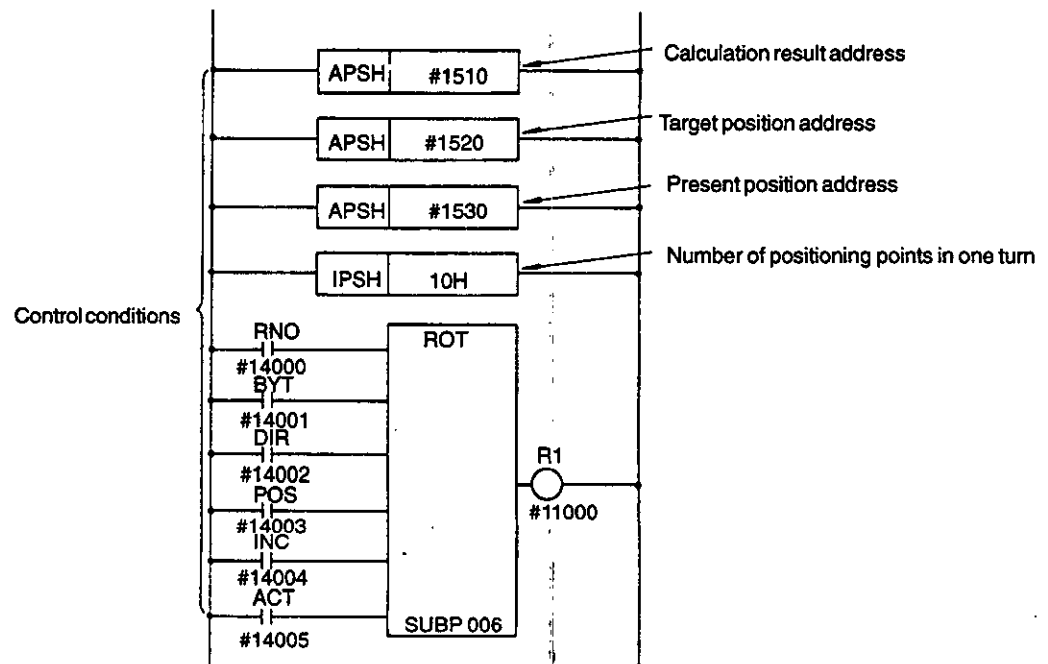 APSH #1510 Calculation result address
APSH #1520 Target position address
APSH #1530 Present position address
IPSH 10H Number of positioning points in one turn
Control conditions
RNO
#14000
BYT
#14001
DIR
#14002
POS
#14003
INC
#14004
ACT
#14005
ROT
SUBP 006
R1
#11000